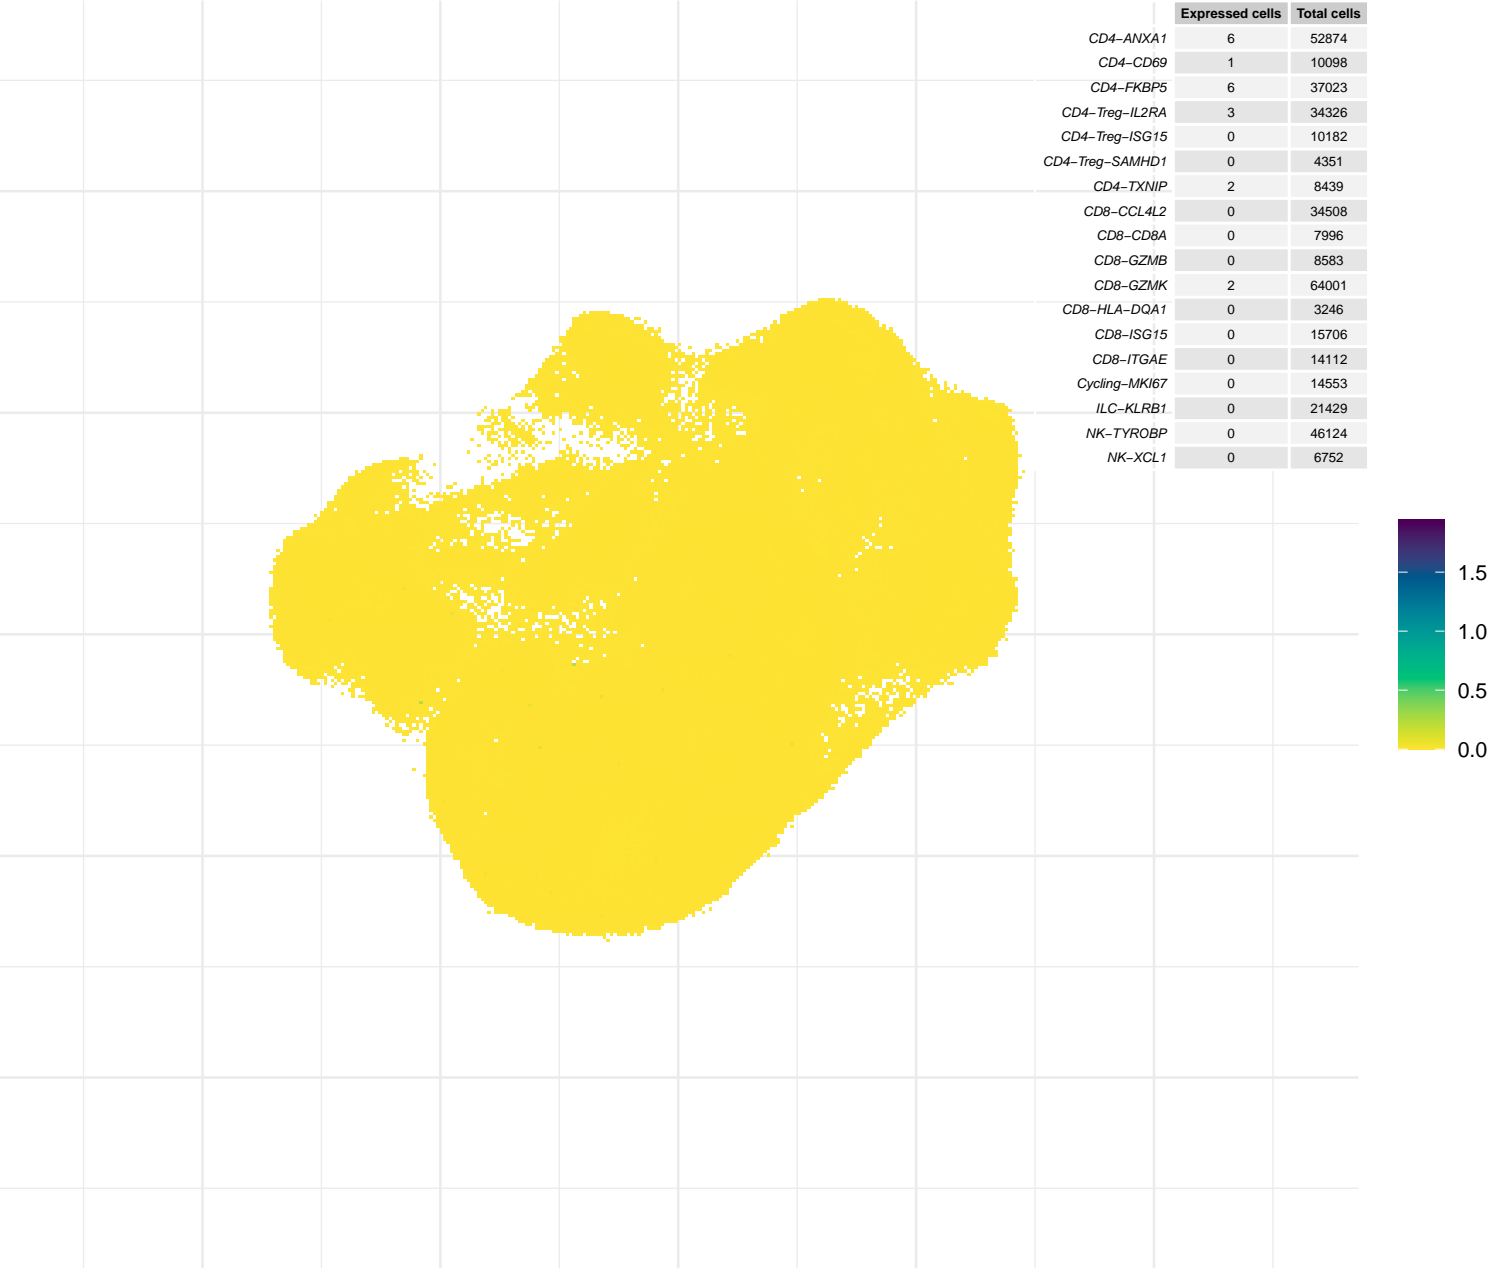 Expressed cells Total cells
CD4−ANXA1 6 52874
CD4−CD69 1 10098
CD4−FKBP5 6 37023
CD4−Treg−IL2RA 3 34326
CD4−Treg−ISG15 0 10182
CD4−Treg−SAMHD1 0 4351
CD4−TXNIP 2 8439
CD8−CCL4L2 0 34508
CD8−CD8A 0 7996
CD8−GZMB 0 8583
CD8−GZMK 2 64001
CD8−HLA−DQA1 0 3246
CD8−ISG15 0 15706
CD8−ITGAE 0 14112
Cycling−MKI67 0 14553
ILC−KLRB1 0 21429
NK−TYROBP 0 46124
NK−XCL1 0 6752
1.5
1.0
0.5
0.0